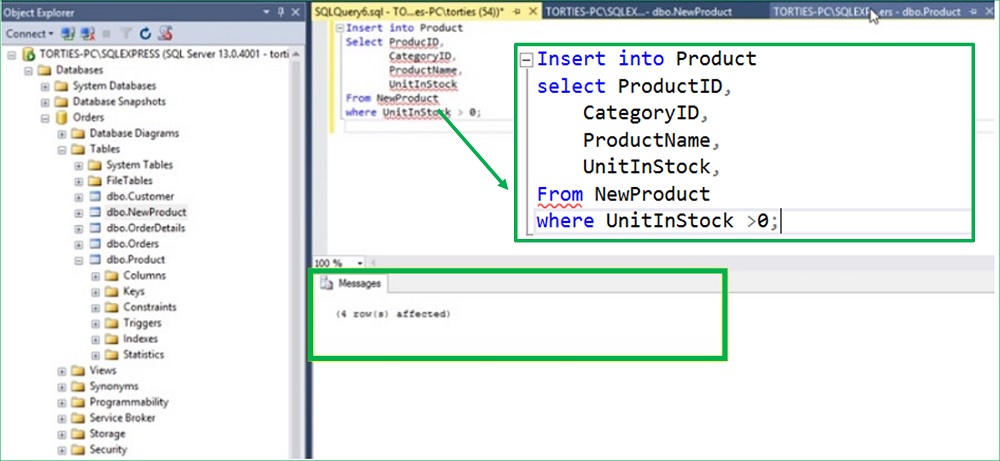 Object Explorer
Connect
TORTIES-PC\SQLEXPRESS (SQL Server 13.0.4001 - torti
Databases
System Databases
Database Snapshots
Orders
Database Diagrams
Tables
System Tables
FileTables
dbo.Customer
dbo.NewProduct
dbo.OrderDetails
dbo.Orders
dbo.Product
Columns
Keys
Constraints
Triggers
Indexes
Statistics
Views
Synonyms
Programmability
Service Broker
Storage
Security
SQLQuery6.sql - TO...es-PC\torties (54))*
TORTIES-PC\SQLEX...- dbo.NewProduct
TORTIES-PC\SQLEXP...ers - dbo.Product
Insert into Product
Select ProducID,
CategoryID,
ProductName,
UnitInStock
From NewProduct
where UnitInStock > 0;
Insert into Product
select ProductID,
CategoryID,
ProductName,
UnitInStock,
From NewProduct
where UnitInStock >0;
100 %
Messages
(4 row(s) affected)